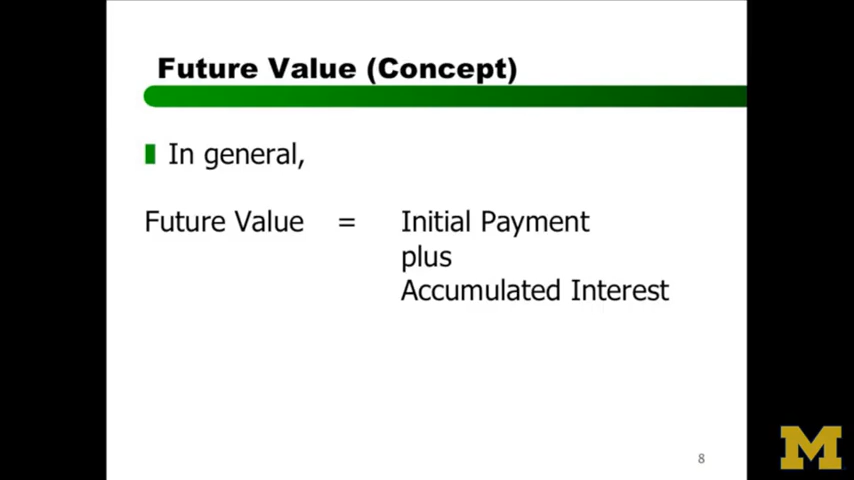 Future Value (Concept)
In general,
Future Value = Initial Payment
plus
Accumulated Interest
8
M